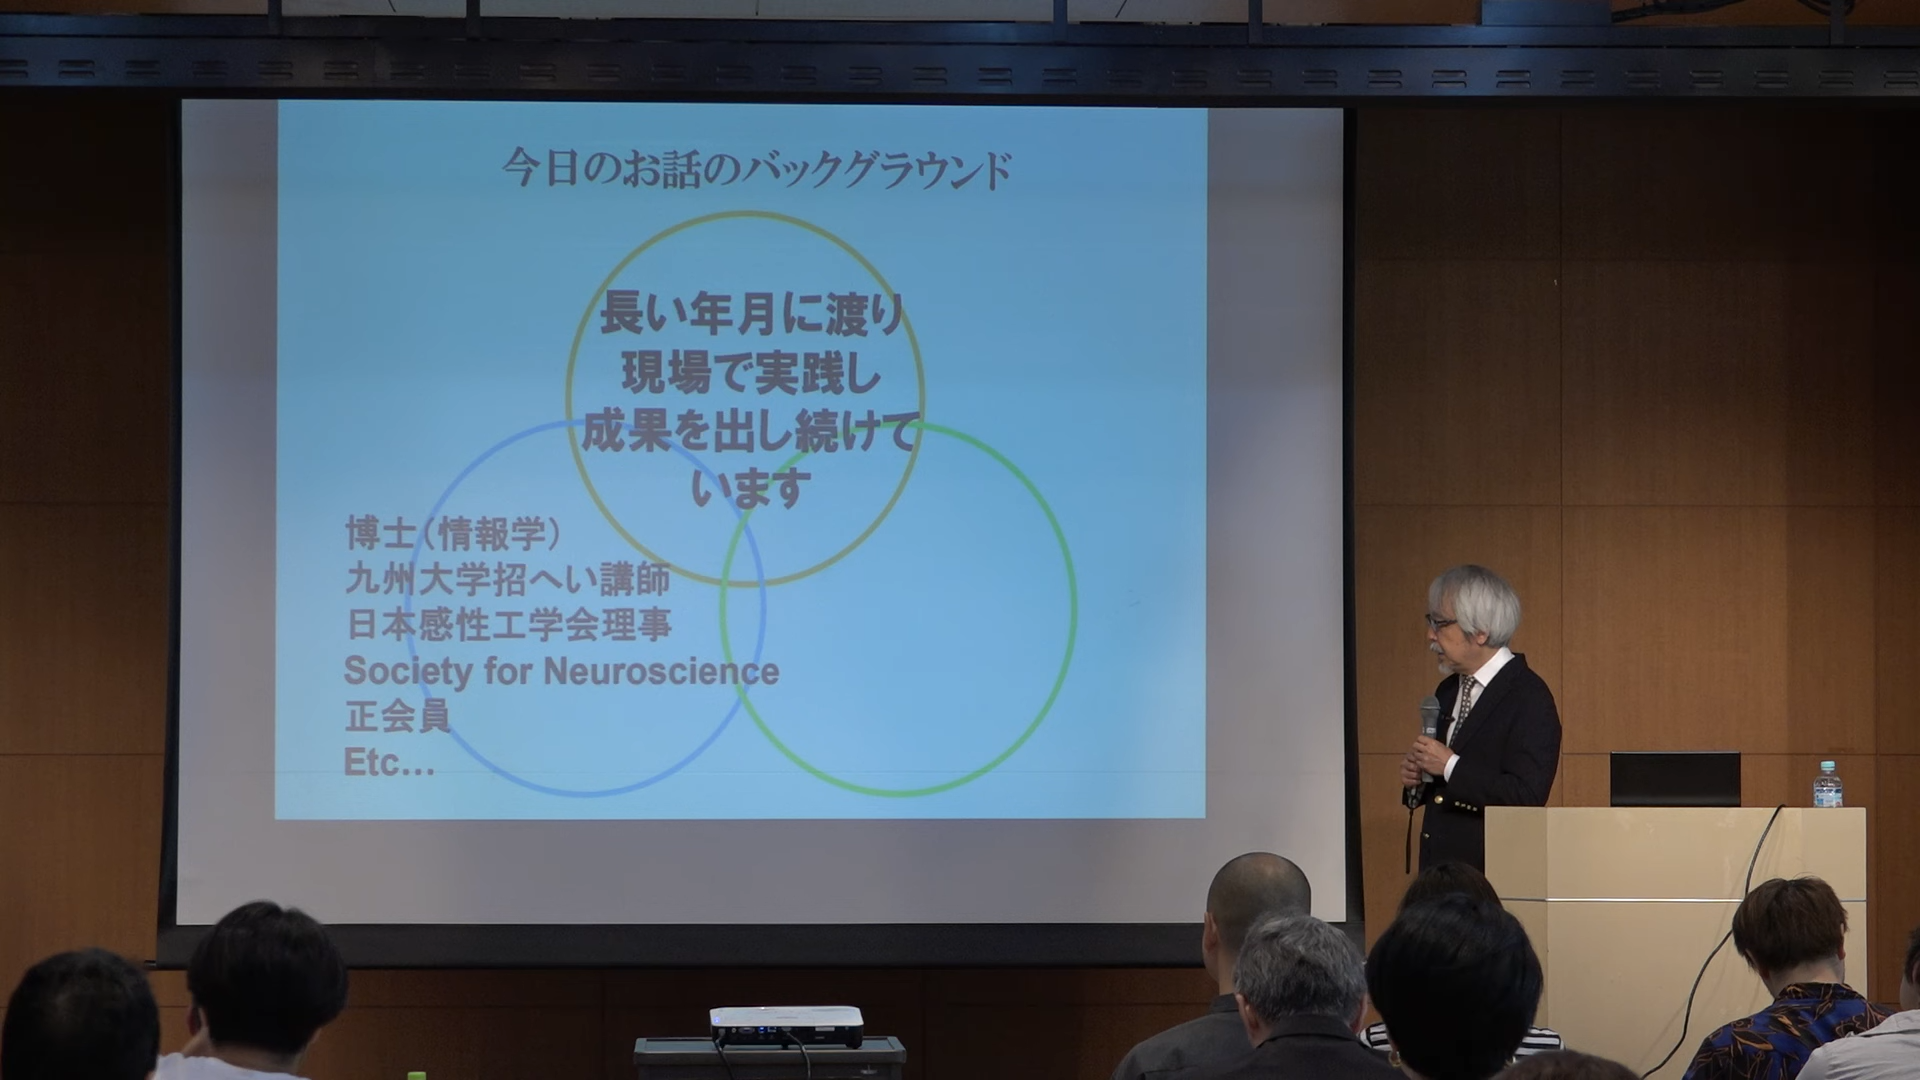 今日のお話のバックグラウンド
長い年月に渡り
現場で実践し
成果を出し続けて
います
博士（情報学）
九州大学招へい講師
日本感性工学会理事
Society for Neuroscience
正会員
Etc…